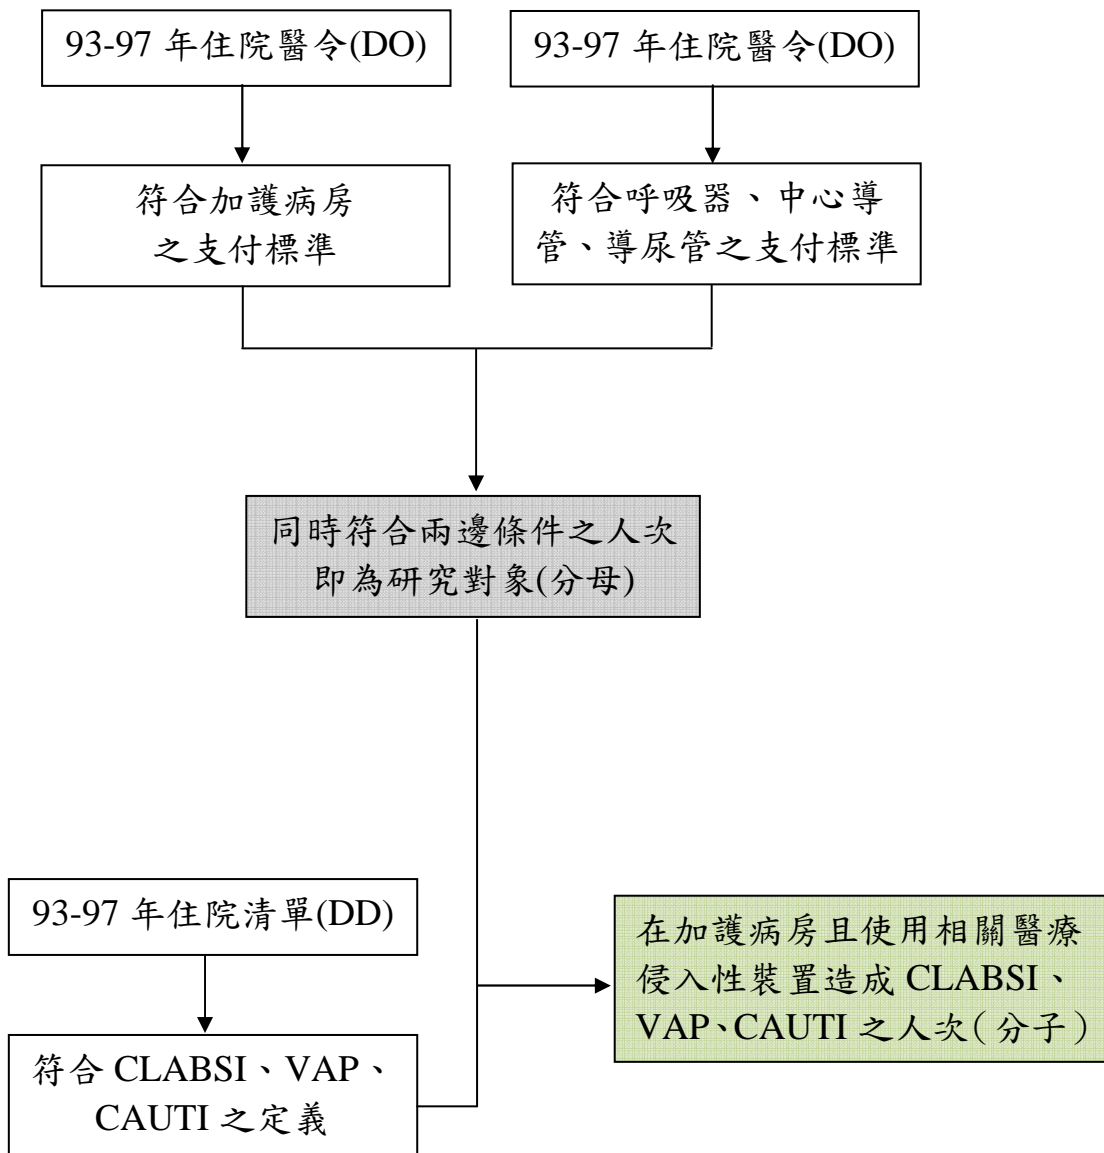 93-97 年住院醫令(DO)
93-97 年住院醫令(DO)
符合加護病房
之支付標準
符合呼吸器、中心導
管、導尿管之支付標準
同時符合兩邊條件之人次
即為研究對象(分母)
93-97 年住院清單(DD)
符合 CLABSI、VAP、
CAUTI 之定義
在加護病房且使用相關醫療
侵入性裝置造成 CLABSI、
VAP、CAUTI 之人次（分子）